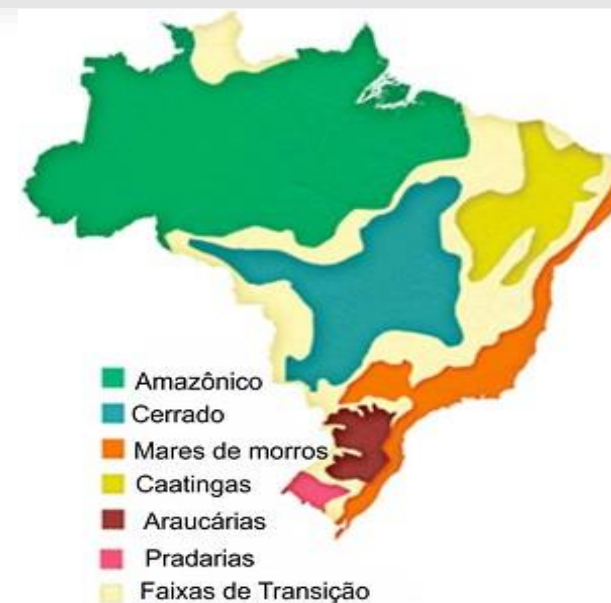 Amazônico
Cerrado
Mares de morros
Caatingas
Araucárias
Pradarias
Faixas de Transição